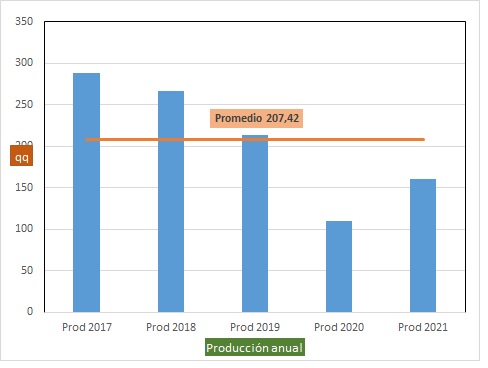 350
300
250
200
150
100
50
0
qq
Promedio 207,42
Prod 2017
Prod 2018
Prod 2019
Prod 2020
Prod 2021
Producción anual